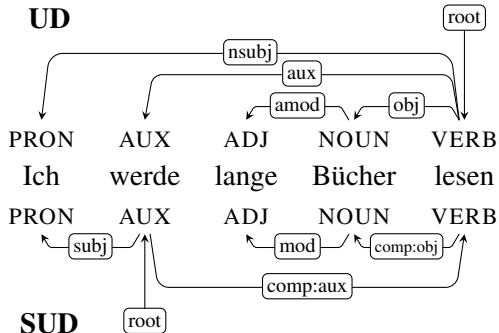 UD
root
nsubj
aux
amod obj
PRON AUX ADJ NOUN VERB
Ich werde lange Bücher lesen
PRON AUX ADJ NOUN VERB
subj mod comp:obj
comp:aux
SUD root